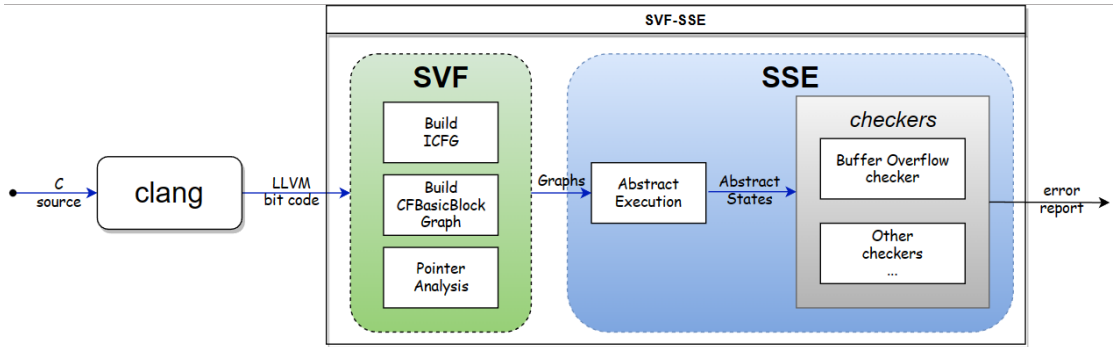 SVF-SSE
C
source
clang
LLVM
bit code
SVF
Build
ICFG
Build
CFBasicBlock
Graph
Pointer
Analysis
Graphs
SSE
Abstract
Execution
Abstract
States
checkers
Buffer Overflow
checker
Other
checkers
...
error
report